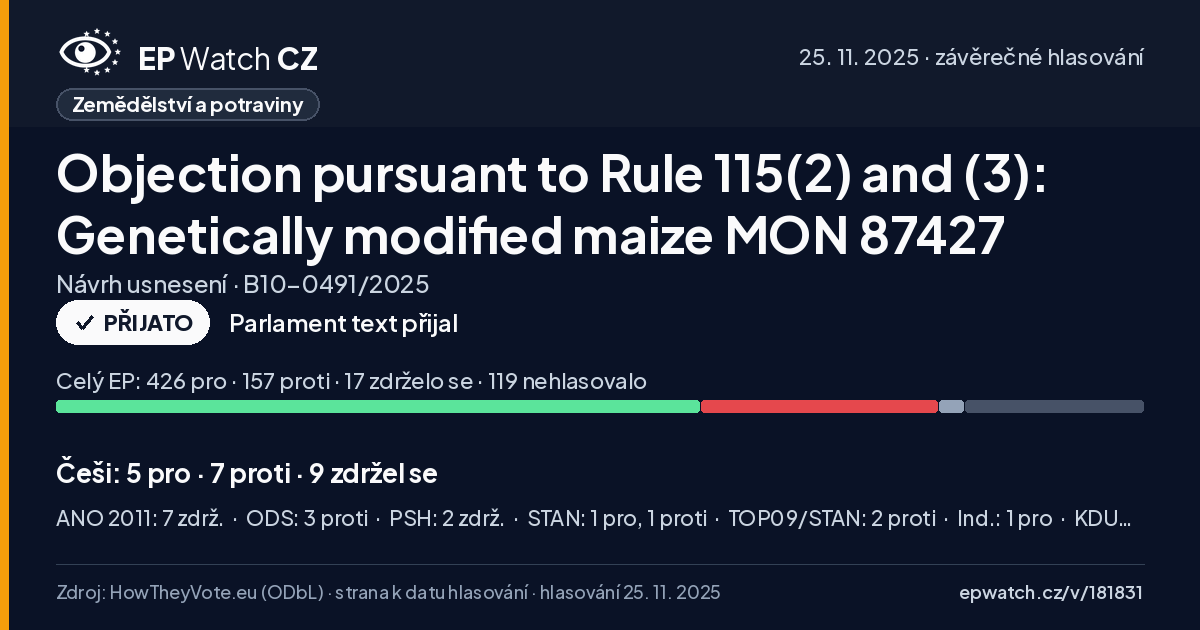 EP Watch CZ
25. 11. 2025 · závěrečné hlasování
Zemědělství a potraviny
Objection pursuant to Rule 115(2) and (3):
Genetically modified maize MON 87427
Návrh usnesení · B10-0491/2025
✓ PŘIJATO Parlament text přijal
Celý EP: 426 pro · 157 proti · 17 zdrželo se · 119 nehlasovalo
Češi: 5 pro · 7 proti · 9 zdržel se
ANO 2011: 7 zdrž. · ODS: 3 proti · PSH: 2 zdrž. · STAN: 1 pro, 1 proti · TOP09/STAN: 2 proti · Ind.: 1 pro · KDU…
Zdroj: HowTheyVote.eu (ODbL) · strana k datu hlasování · hlasování 25. 11. 2025
epwatch.cz/v/181831